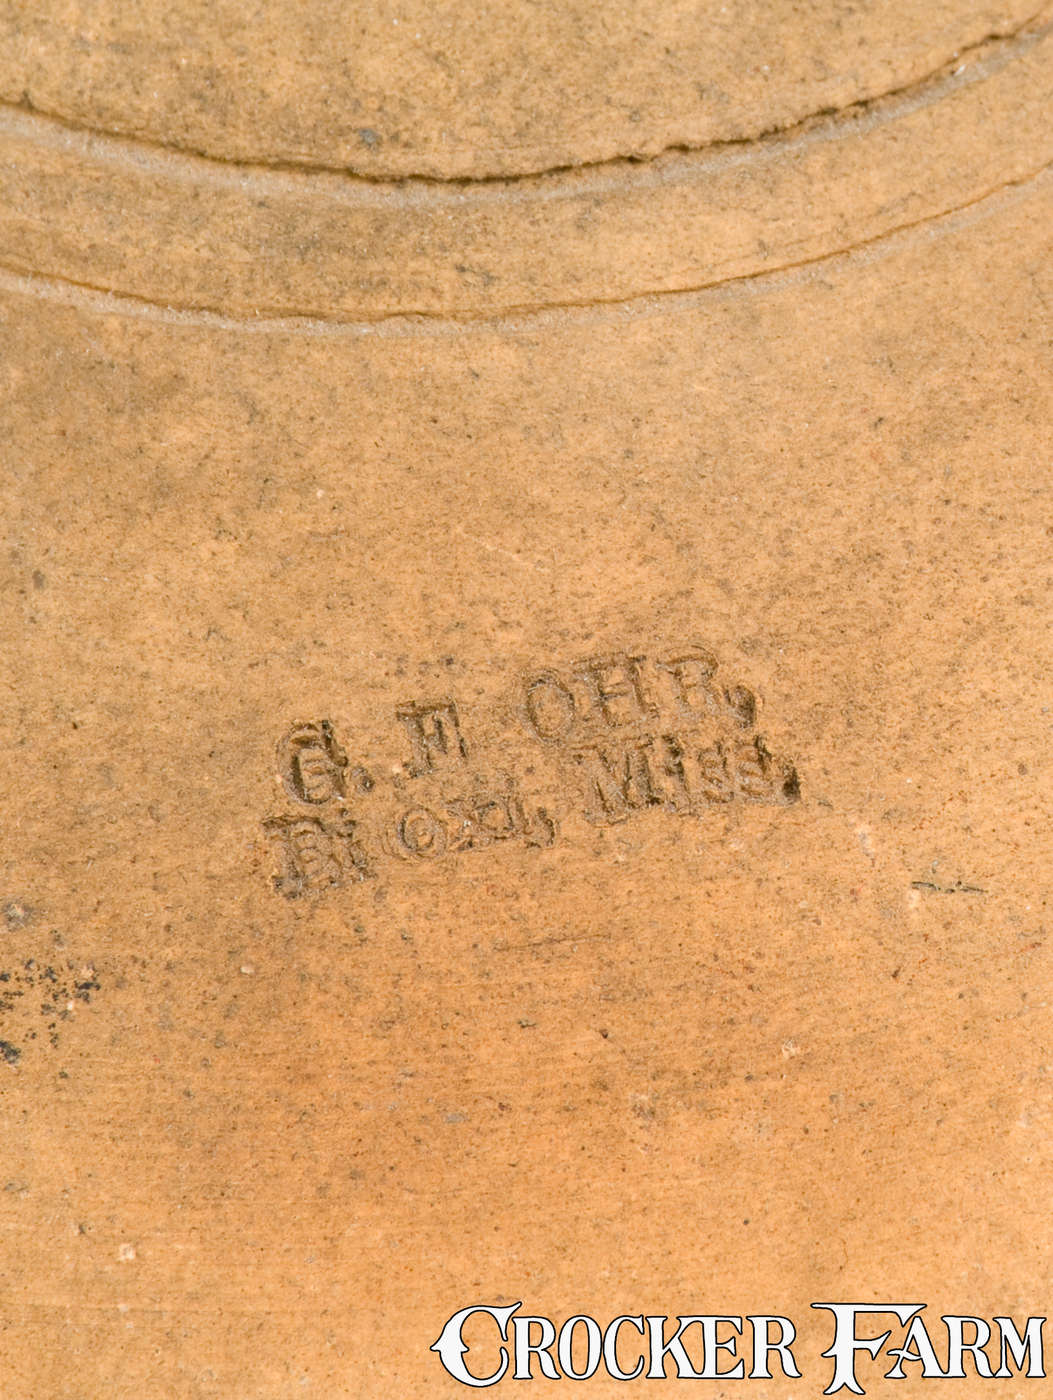 G. F OHR,
Biloxi, Miss.
CROCKER FARM